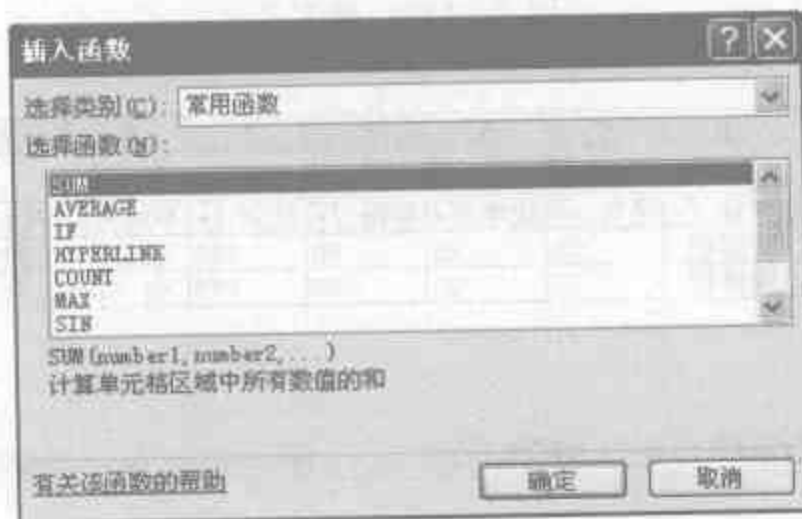 插入函数
选择类别(C): 常用函数
选择函数(N):
SUM
AVERAGE
IF
HYPERLINK
COUNT
MAX
SIN
SUM(number1,number2,...)
计算单元格区域中所有数值的和
有关该函数的帮助
确定
取消